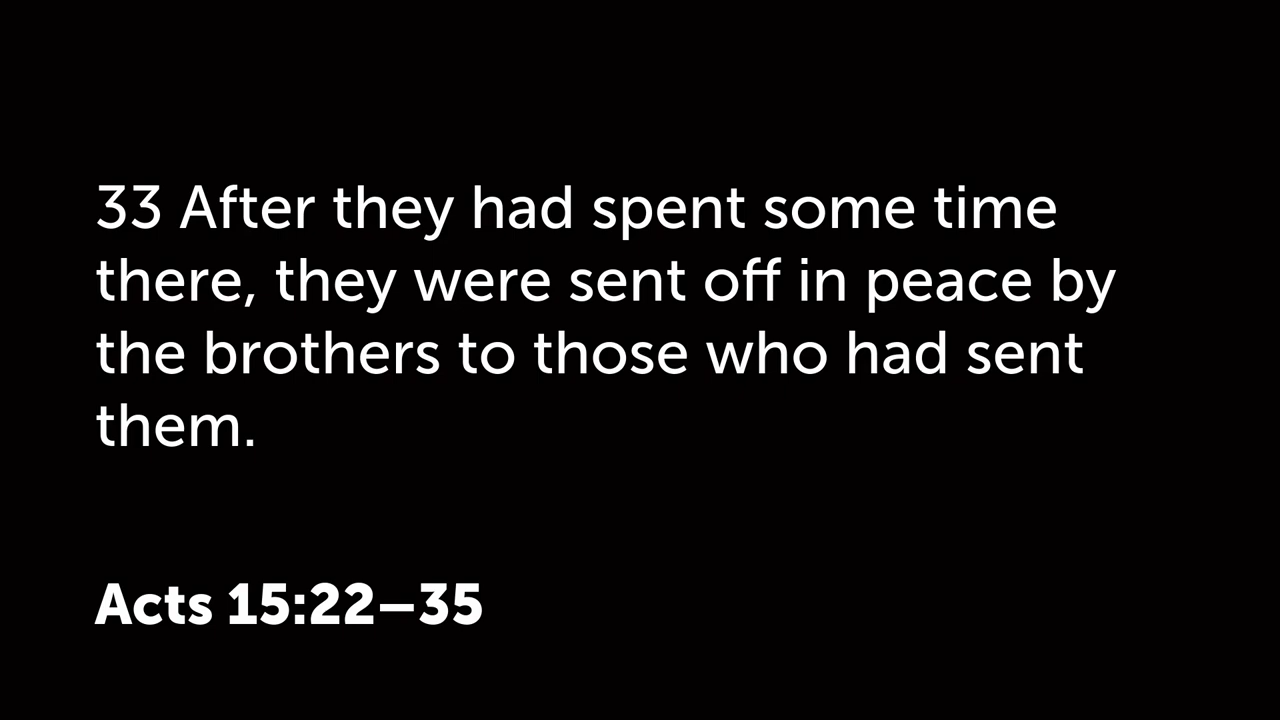 33 After they had spent some time
there, they were sent off in peace by
the brothers to those who had sent
them.
Acts 15:22–35